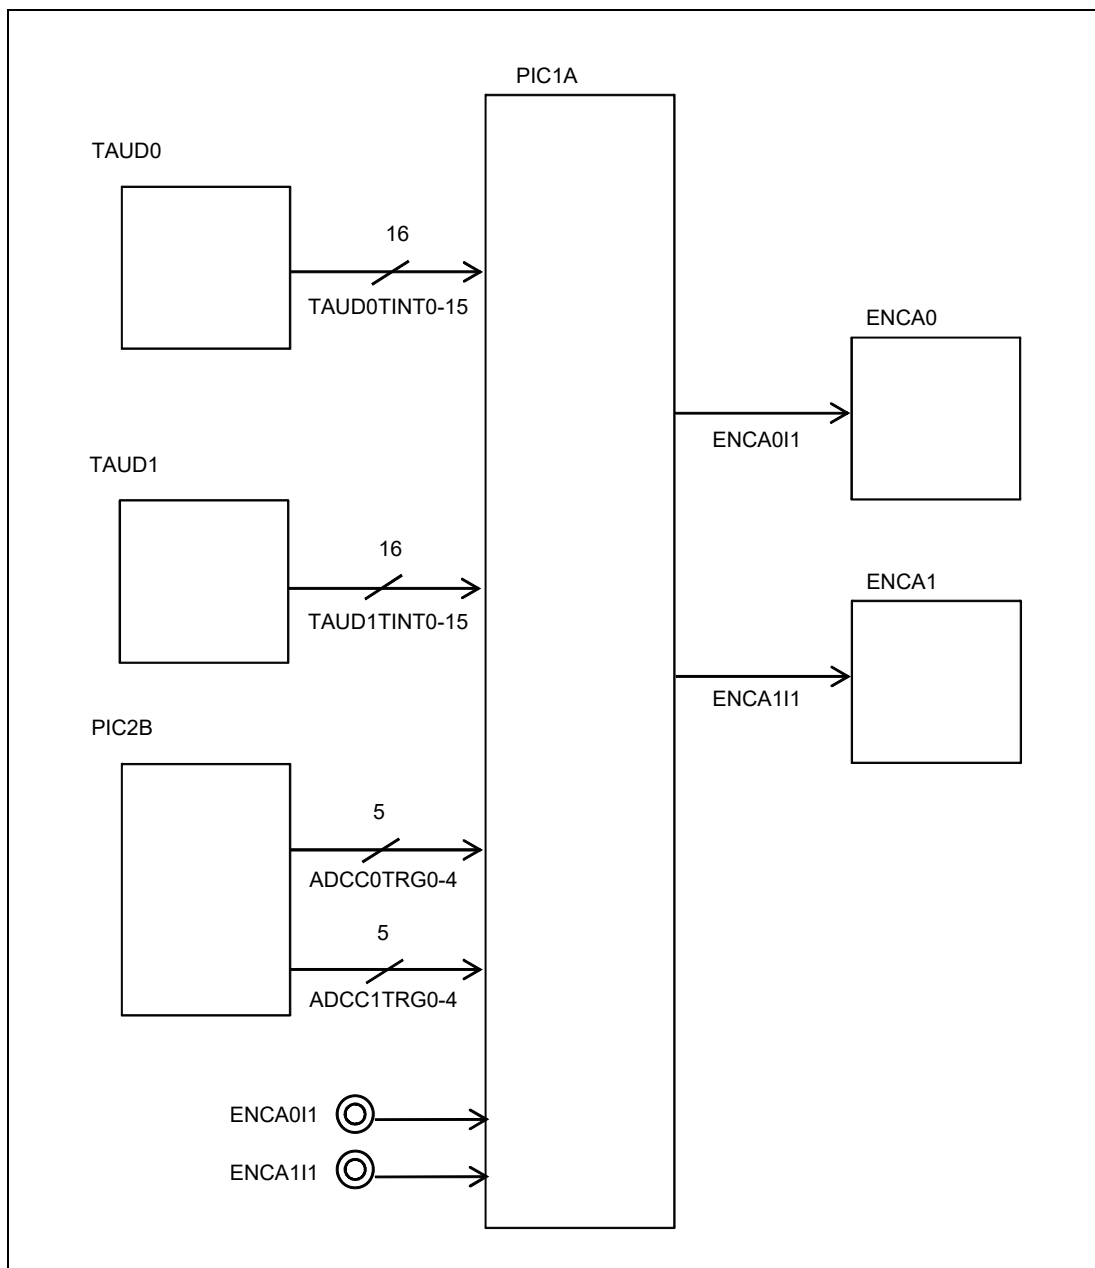 PIC1A
TAUD0
16
TAUD0TINT0-15
ENCA0
ENCA0I1
TAUD1
16
TAUD1TINT0-15
ENCA1
ENCA1I1
PIC2B
5
ADCC0TRG0-4
5
ADCC1TRG0-4
ENCA0I1
ENCA1I1